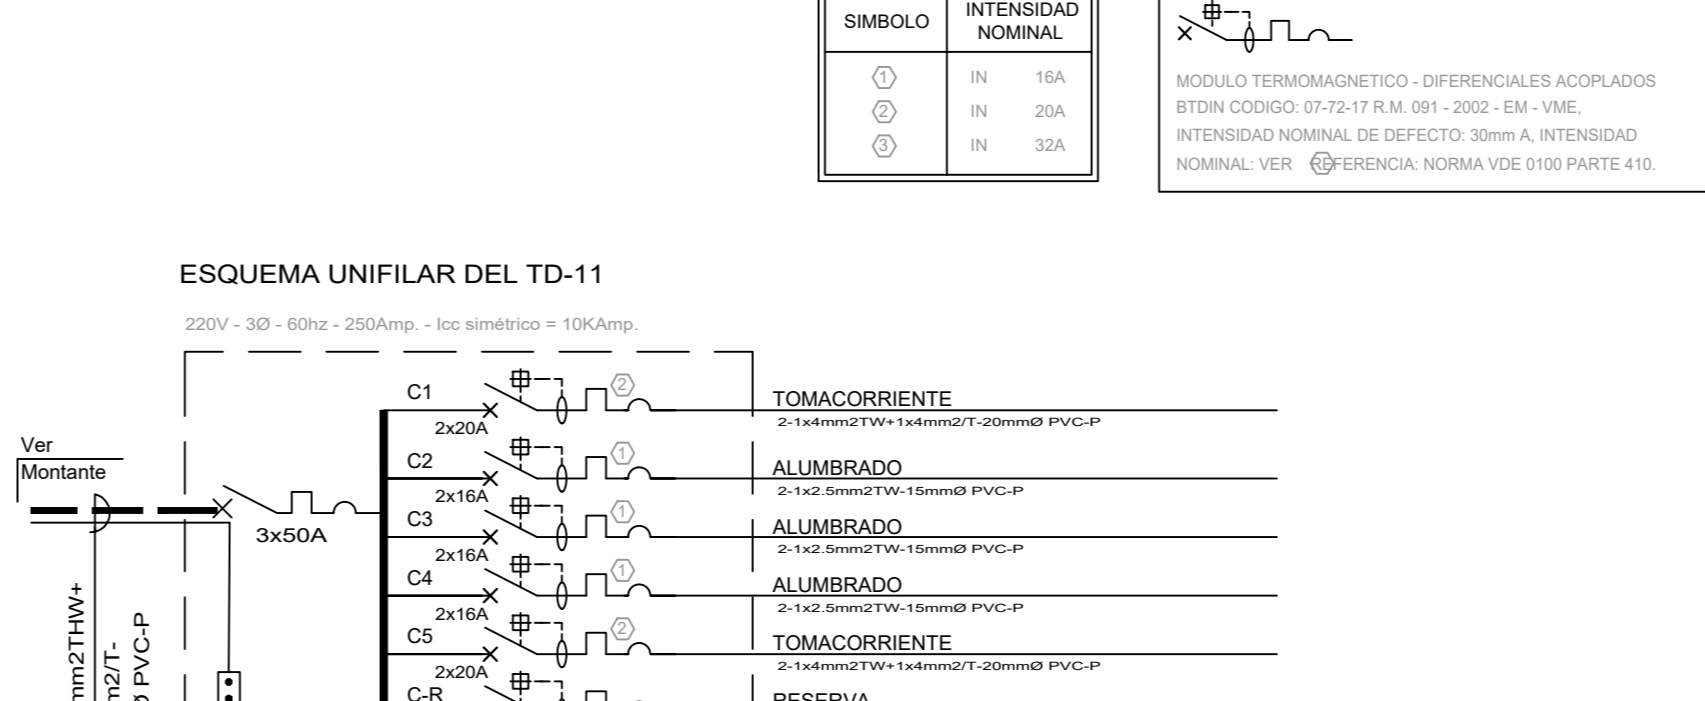 SIMBOLO
INTENSIDAD
NOMINAL
1 IN 16A
2 IN 20A
3 IN 32A
MODULO TERMOMAGNETICO - DIFERENCIALES ACOPLADOS
BTDIN CODIGO: 07-72-17 R.M. 091 - 2002 - EM - VME,
INTENSIDAD NOMINAL DE DEFECTO: 30mm A, INTENSIDAD
NOMINAL: VER REFERENCIA: NORMA VDE 0100 PARTE 410.
ESQUEMA UNIFILAR DEL TD-11
220V - 3Ø - 60hz - 250Amp. - Icc simétrico = 10KAmp.
Ver
Montante
3x50A
mm2THW+
m2/T-
Ø PVC-P
C1
2x20A
2
TOMACORRIENTE
2-1x4mm2TW+1x4mm2/T-20mmØ PVC-P
C2
2x16A
1
ALUMBRADO
2-1x2.5mm2TW-15mmØ PVC-P
C3
2x16A
1
ALUMBRADO
2-1x2.5mm2TW-15mmØ PVC-P
C4
2x16A
1
ALUMBRADO
2-1x2.5mm2TW-15mmØ PVC-P
C5
2x20A
2
TOMACORRIENTE
2-1x4mm2TW+1x4mm2/T-20mmØ PVC-P
C-R
RESERVA